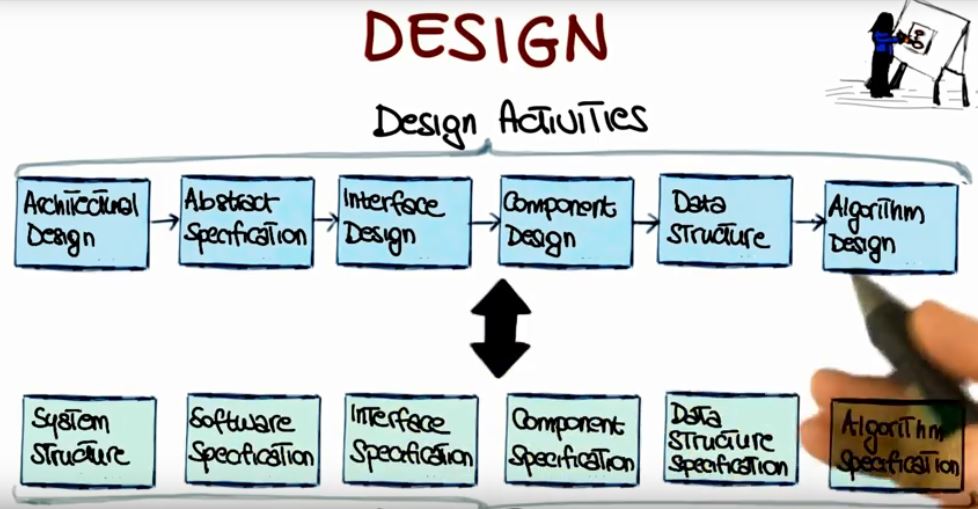 DESIGN
Design Activities
Architectural
Design
Abstract
Specification
Interface
Design
Component
Design
Data
Structure
Algorithm
Design
System
Structure
Software
Specification
Interface
Specification
Component
Specification
Data
Structure
Specification
Algorithm
Specification